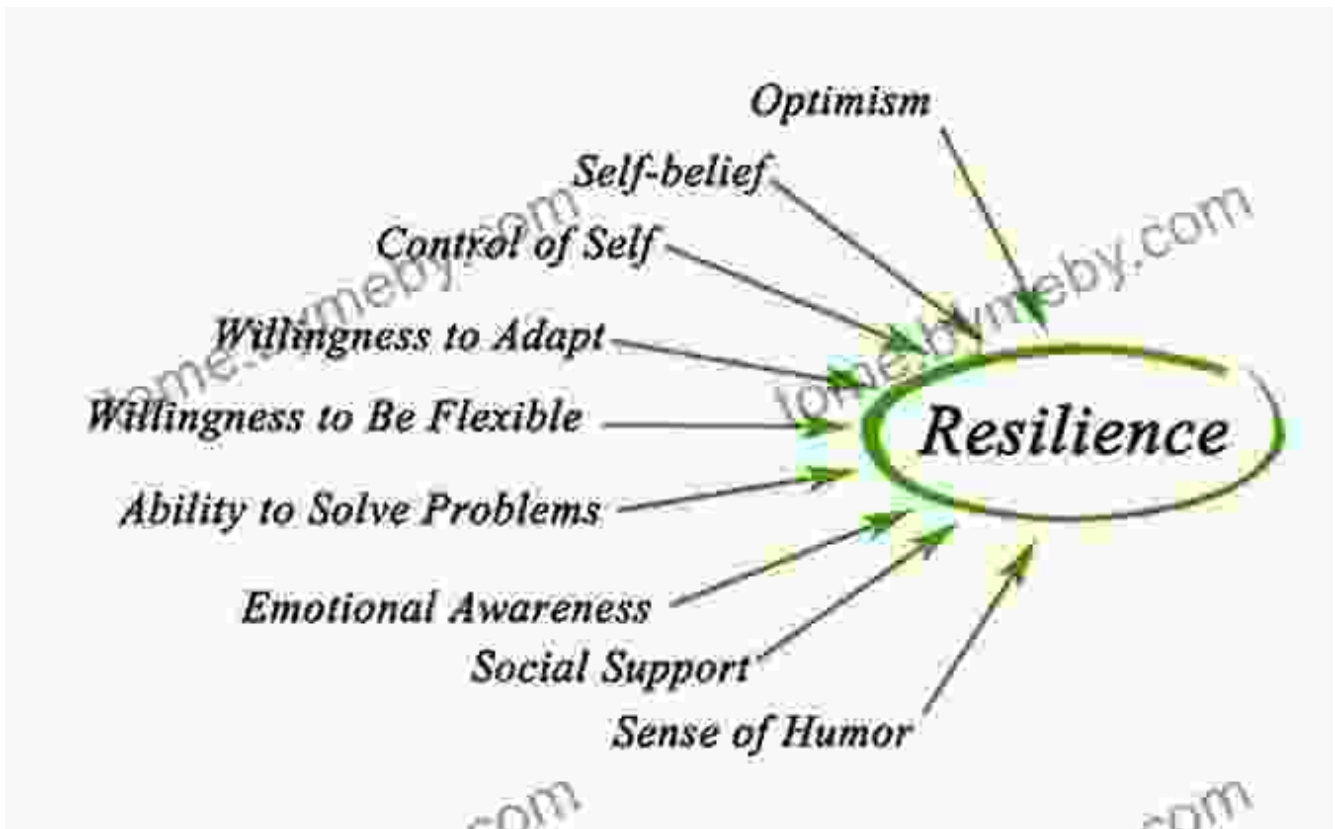 Optimism
Self-belief
Control of Self
Willingness to Adapt
Willingness to Be Flexible
Resilience
Ability to Solve Problems
Emotional Awareness
Social Support
Sense of Humor